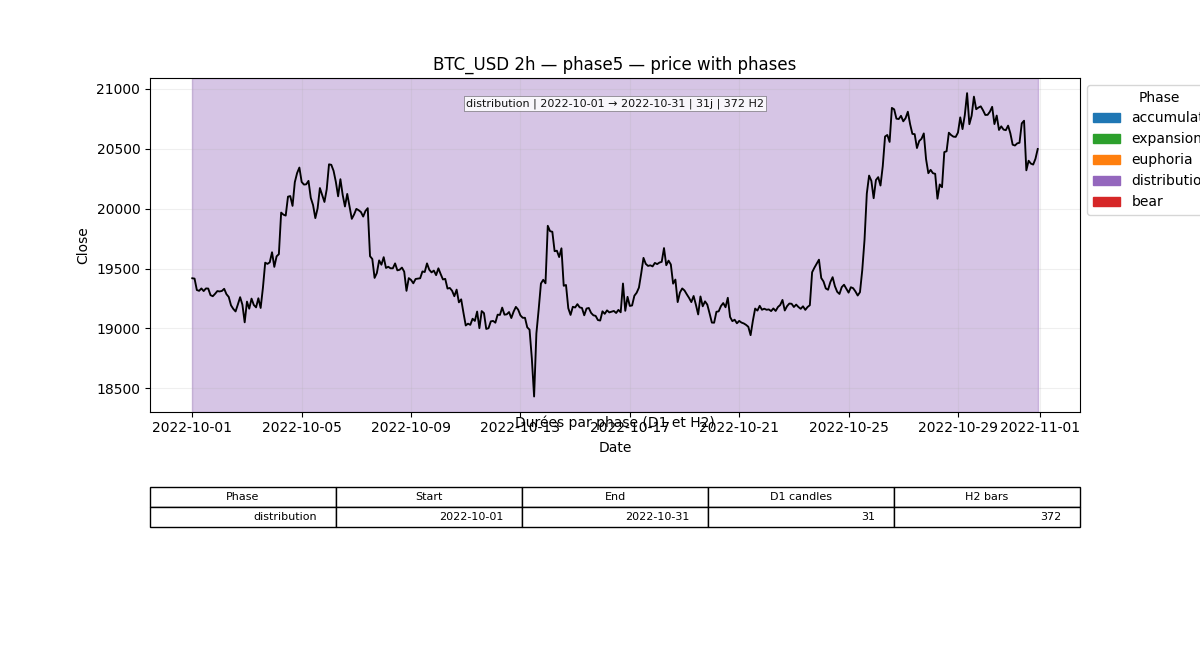 BTC_USD 2h — phase5 — price with phases
distribution | 2022-10-01 → 2022-10-31 | 31j | 372 H2
Close
21000
20500
20000
19500
19000
18500
Phase
accumulat
expansion
euphoria
distributio
bear
2022-10-01 2022-10-05 2022-10-09 2022-10-13 2022-10-17 2022-10-21 2022-10-25 2022-10-29 2022-11-01
Durées par phase (D1 et H2)
Date
Phase Start End D1 candles H2 bars
distribution 2022-10-01 2022-10-31 31 372